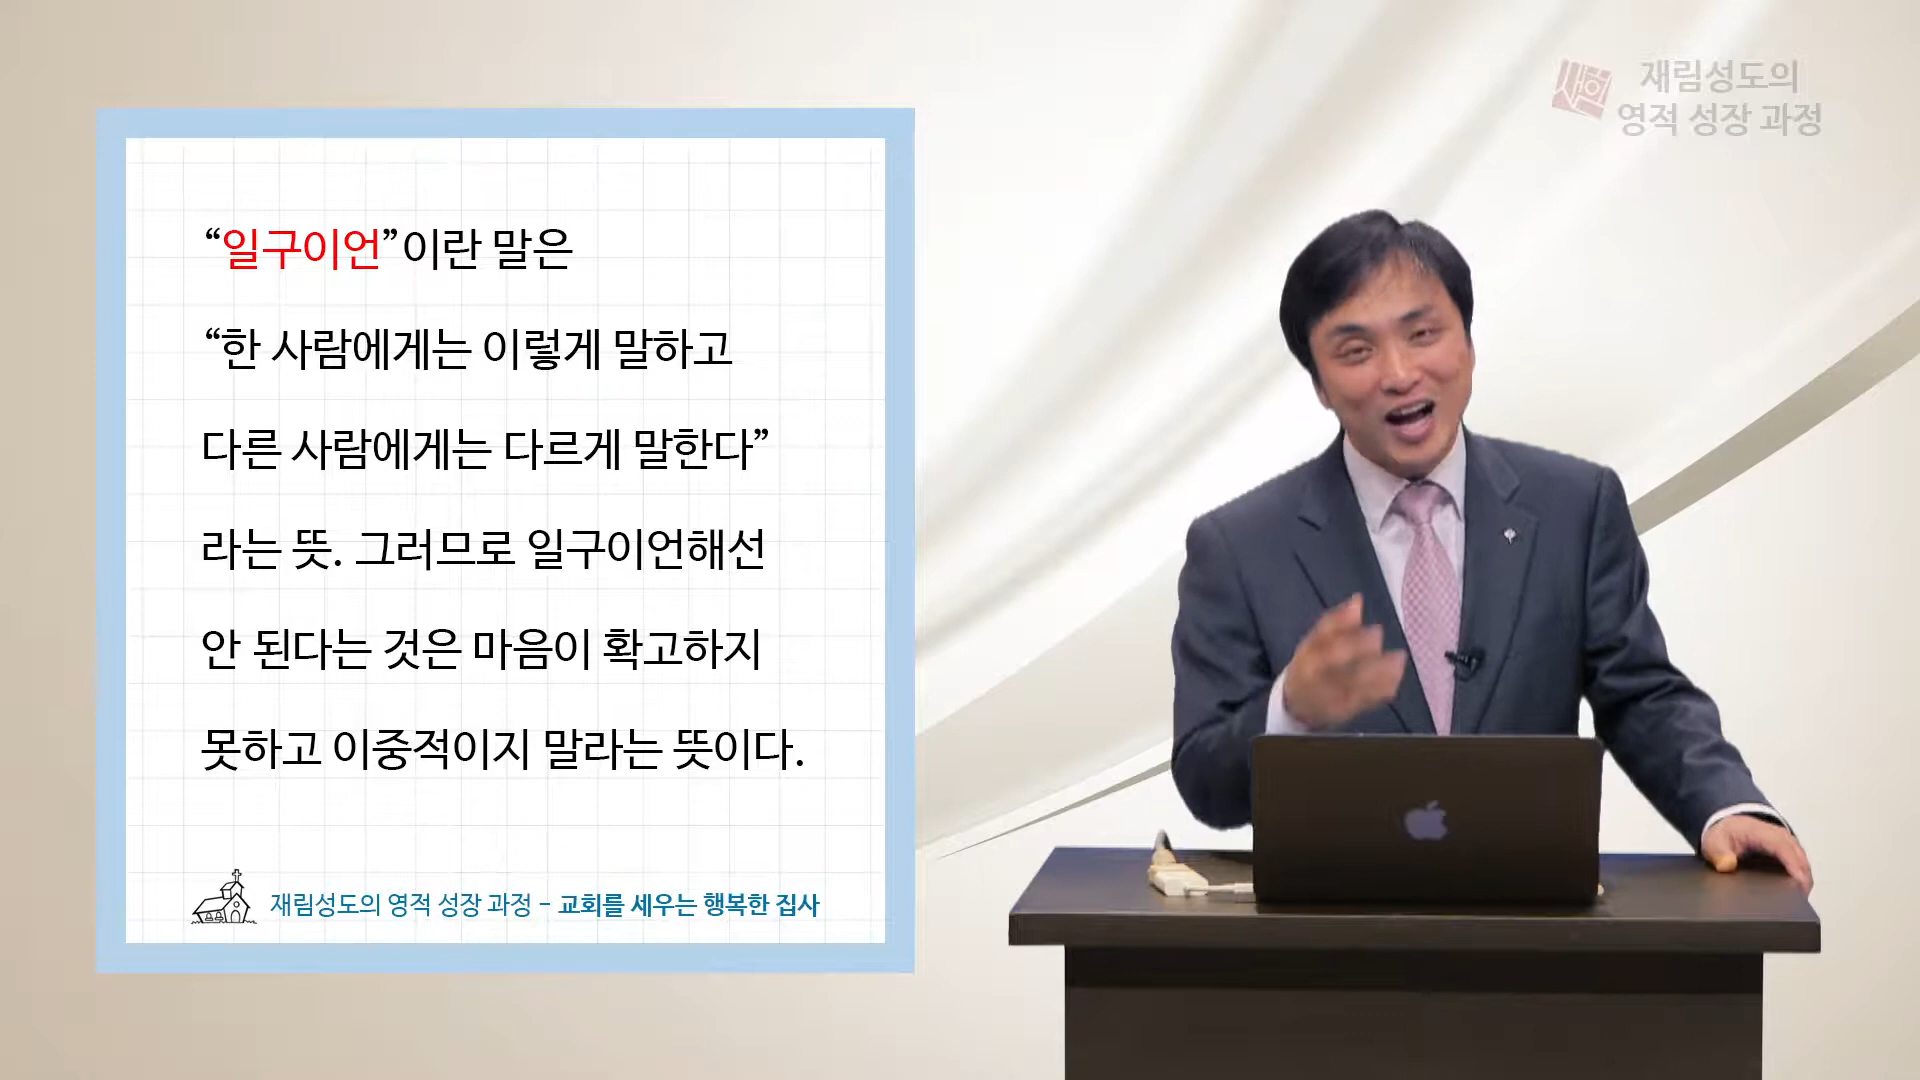 재림성도의
영적 성장 과정
“일구이언”이란 말은
“한 사람에게는 이렇게 말하고
다른 사람에게는 다르게 말한다”
라는 뜻. 그러므로 일구이언해선
안 된다는 것은 마음이 확고하지
못하고 이중적이지 말라는 뜻이다.
재림성도의 영적 성장 과정 - 교회를 세우는 행복한 집사